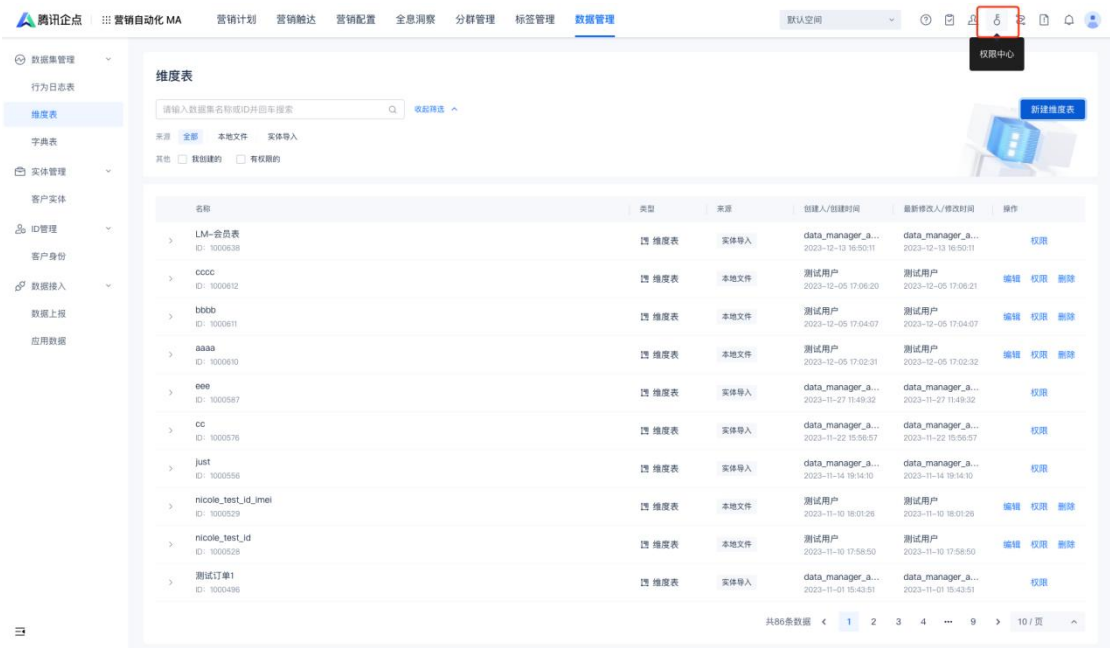 腾讯企点 营销自动化 MA 营销计划 营销触达 营销配置 全息洞察 分群管理 标签管理 数据管理 默认空间
权限中心
数据集管理
行为日志表
维度表
字典表
实体管理
客户实体
ID管理
客户身份
数据接入
数据上报
应用数据
维度表
请输入数据集名称或ID并回车搜索 收起筛选
新建维度表
来源 全部 本地文件 实体导入
其他 我创建的 有权限的
名称 类型 来源 创建人/创建时间 最新修改人/修改时间 操作
LM-会员表 维度表 实体导入 data_manager_a... data_manager_a... 权限
ID: 1000638 2023-12-13 16:50:11 2023-12-13 16:50:11
cccc 维度表 本地文件 测试用户 测试用户 编辑 权限 删除
ID: 1000612 2023-12-05 17:06:20 2023-12-05 17:06:21
bbbb 维度表 本地文件 测试用户 测试用户 编辑 权限 删除
ID: 1000611 2023-12-05 17:04:07 2023-12-05 17:04:07
aaaa 维度表 本地文件 测试用户 测试用户 编辑 权限 删除
ID: 1000610 2023-12-05 17:02:31 2023-12-05 17:02:32
eee 维度表 实体导入 data_manager_a... data_manager_a... 权限
ID: 1000587 2023-11-27 11:49:32 2023-11-27 11:49:32
cc 维度表 实体导入 data_manager_a... data_manager_a... 权限
ID: 1000576 2023-11-22 15:56:57 2023-11-22 15:56:57
just 维度表 实体导入 data_manager_a... data_manager_a... 权限
ID: 1000556 2023-11-14 19:14:10 2023-11-14 19:14:10
nicole_test_id_imei 维度表 本地文件 测试用户 测试用户 编辑 权限 删除
ID: 1000529 2023-11-10 18:01:26 2023-11-10 18:01:26
nicole_test_id 维度表 本地文件 测试用户 测试用户 编辑 权限 删除
ID: 1000528 2023-11-10 17:58:50 2023-11-10 17:58:50
测试订单1 维度表 实体导入 data_manager_a... data_manager_a... 权限
ID: 1000496 2023-11-01 15:43:51 2023-11-01 15:43:51
共86条数据 1 2 3 4 ... 9 10 / 页